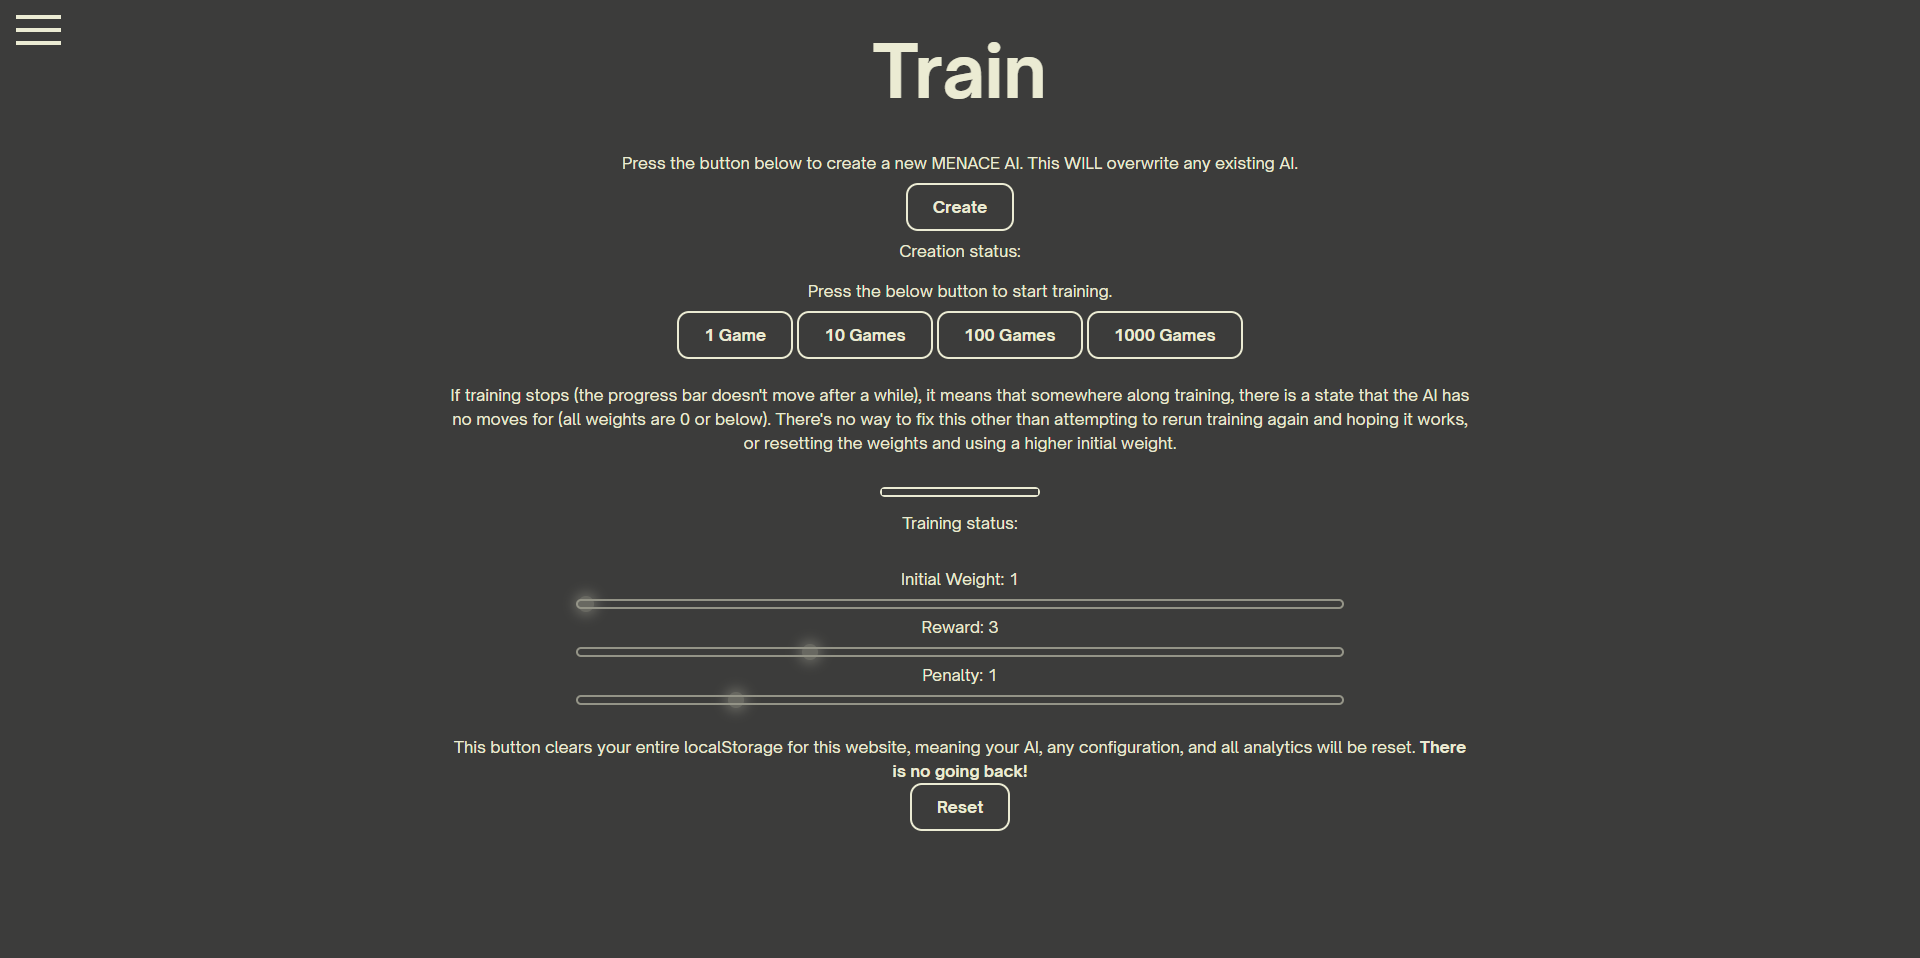 Train
Press the button below to create a new MENACE AI. This WILL overwrite any existing AI.
Create
Creation status:
Press the below button to start training.
1 Game
10 Games
100 Games
1000 Games
If training stops (the progress bar doesn't move after a while), it means that somewhere along training, there is a state that the AI has
no moves for (all weights are 0 or below). There's no way to fix this other than attempting to rerun training again and hoping it works,
or resetting the weights and using a higher initial weight.
Training status:
Initial Weight: 1
Reward: 3
Penalty: 1
This button clears your entire localStorage for this website, meaning your AI, any configuration, and all analytics will be reset. There
is no going back!
Reset